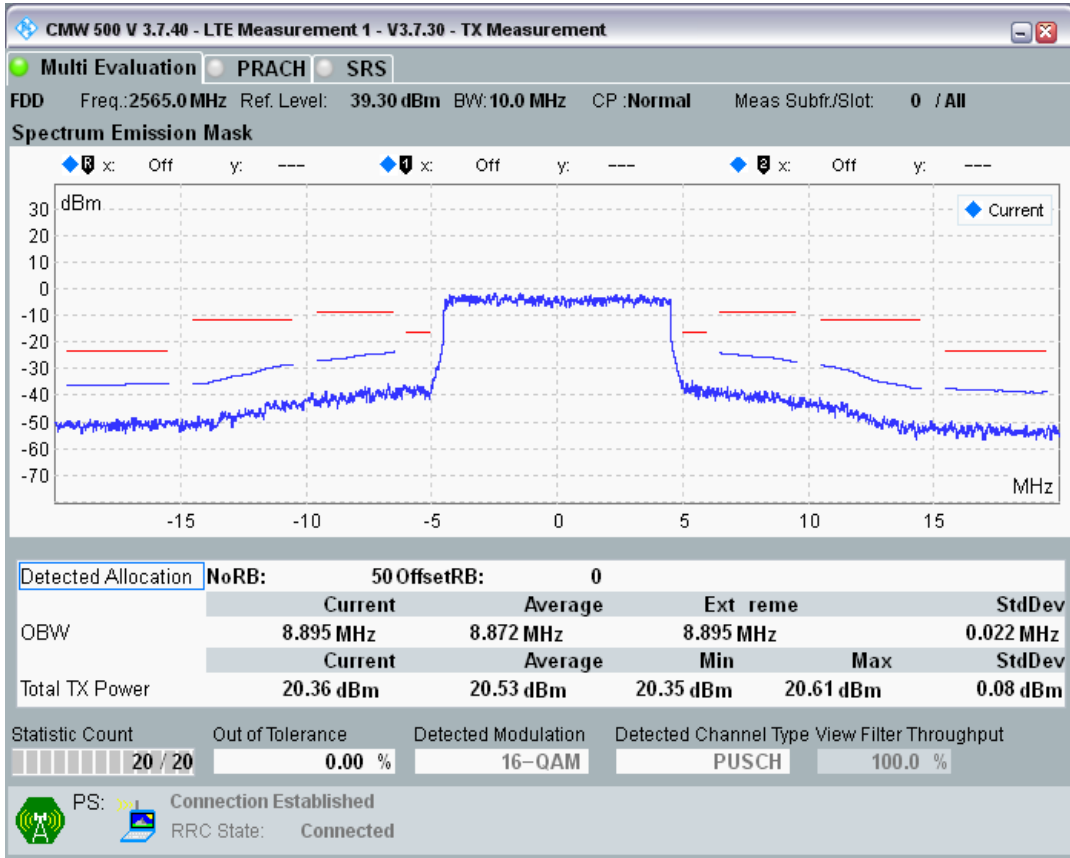 CMW 500 V 3.7.40 - LTE Measurement 1 - V3.7.30 - TX Measurement
Multi Evaluation PRACH SRS
FDD Freq.:2565.0 MHz Ref. Level: 39.30 dBm BW: 10.0 MHz CP :Normal Meas Subfr./Slot: 0 / All
Spectrum Emission Mask
R x: Off y: --- 1 x: Off y: --- 2 x: Off y: ---
dBm
Current
30
20
10
0
-10
-20
-30
-40
-50
-60
-70
MHz
-15 -10 -5 0 5 10 15
Detected Allocation NoRB: 50 OffsetRB: 0
Current Average Ext reme StdDev
OBW 8.895 MHz 8.872 MHz 8.895 MHz 0.022 MHz
Current Average Min Max StdDev
Total TX Power 20.36 dBm 20.53 dBm 20.35 dBm 20.61 dBm 0.08 dBm
Statistic Count Out of Tolerance Detected Modulation Detected Channel Type View Filter Throughput
20 / 20 0.00 % 16-QAM PUSCH 100.0 %
PS: Connection Established
RRC State: Connected